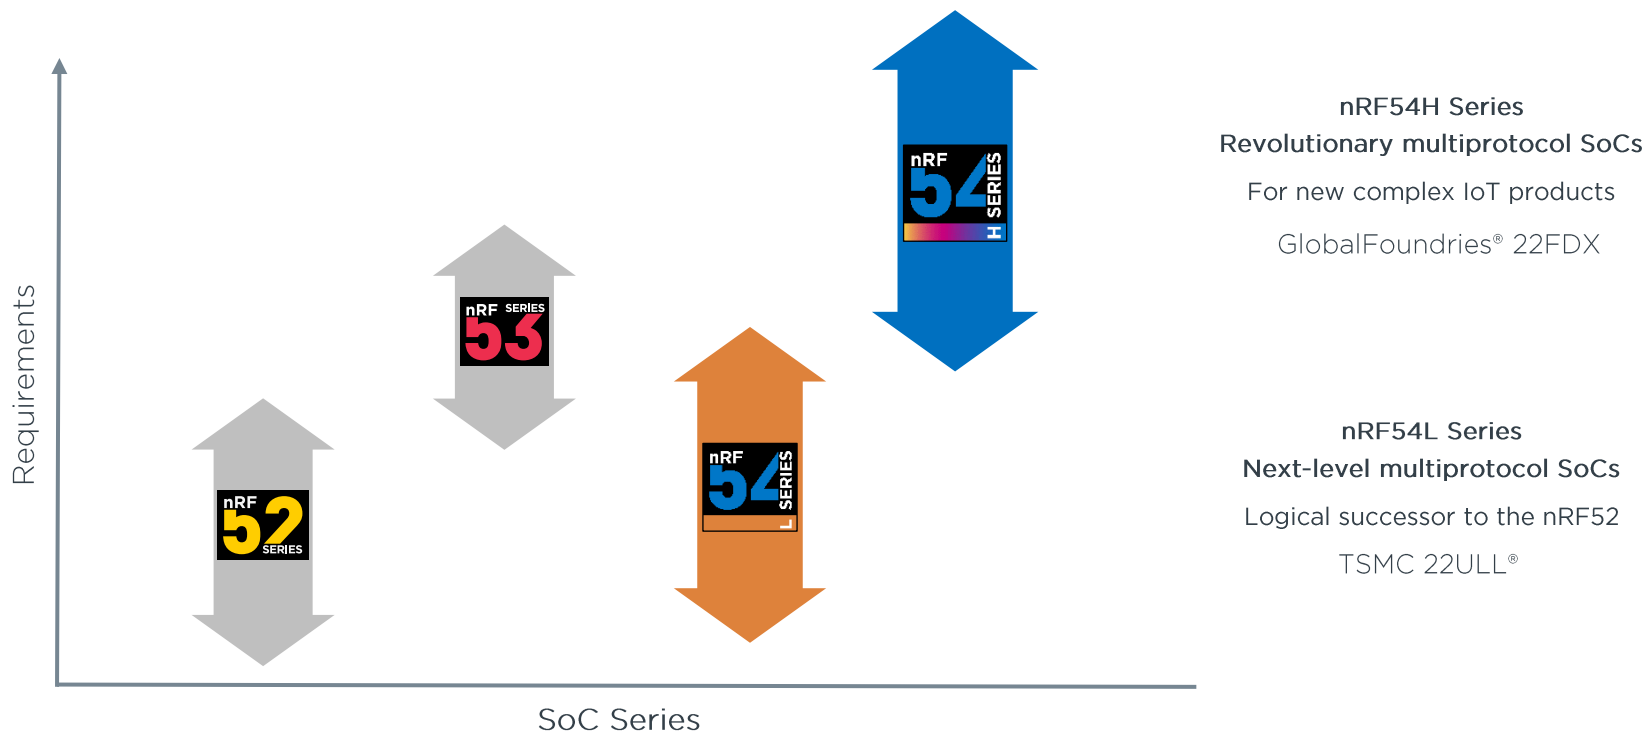 nRF54H Series
Revolutionary multiprotocol SoCs
For new complex IoT products
GlobalFoundries® 22FDX
nRF
54
SERIES
H
Requirements
nRF SERIES
53
nRF
54
SERIES
L
nRF54L Series
Next-level multiprotocol SoCs
Logical successor to the nRF52
TSMC 22ULL®
nRF
52
SERIES
SoC Series